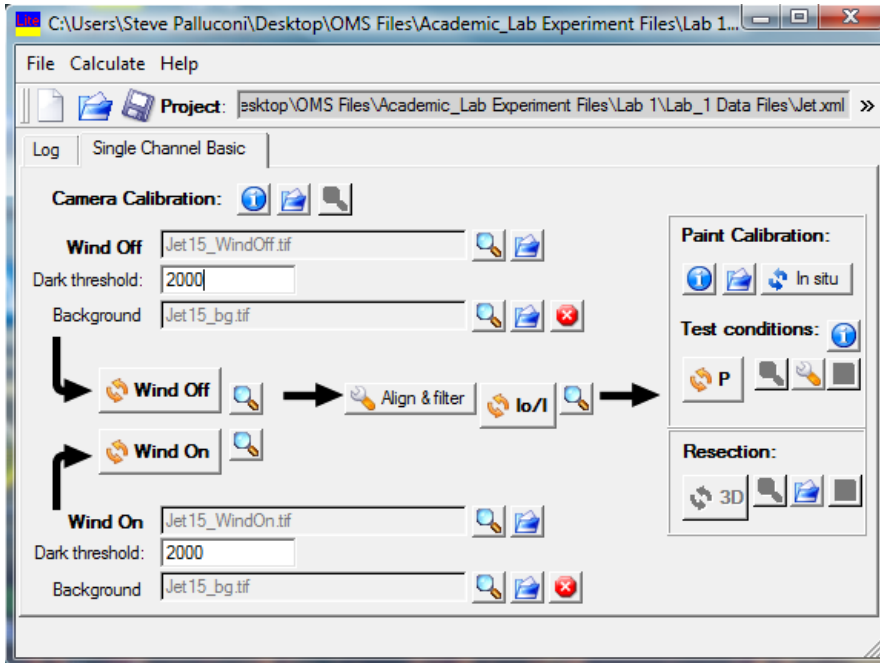 Lite C:\Users\Steve Palluconi\Desktop\OMS Files\Academic_Lab Experiment Files\Lab 1...
File Calculate Help
Project: esktop\OMS Files\Academic_Lab Experiment Files\Lab 1\Lab_1 Data Files\Jet.xml »
Log Single Channel Basic
Camera Calibration:
Wind Off Jet15_WindOff.tif
Dark threshold: 2000
Background Jet15_bg.tif
Wind Off
Align & filter
Io/I
Wind On
Wind On Jet15_WindOn.tif
Dark threshold: 2000
Background Jet15_bg.tif
Paint Calibration:
In situ
Test conditions:
P
Resection:
3D